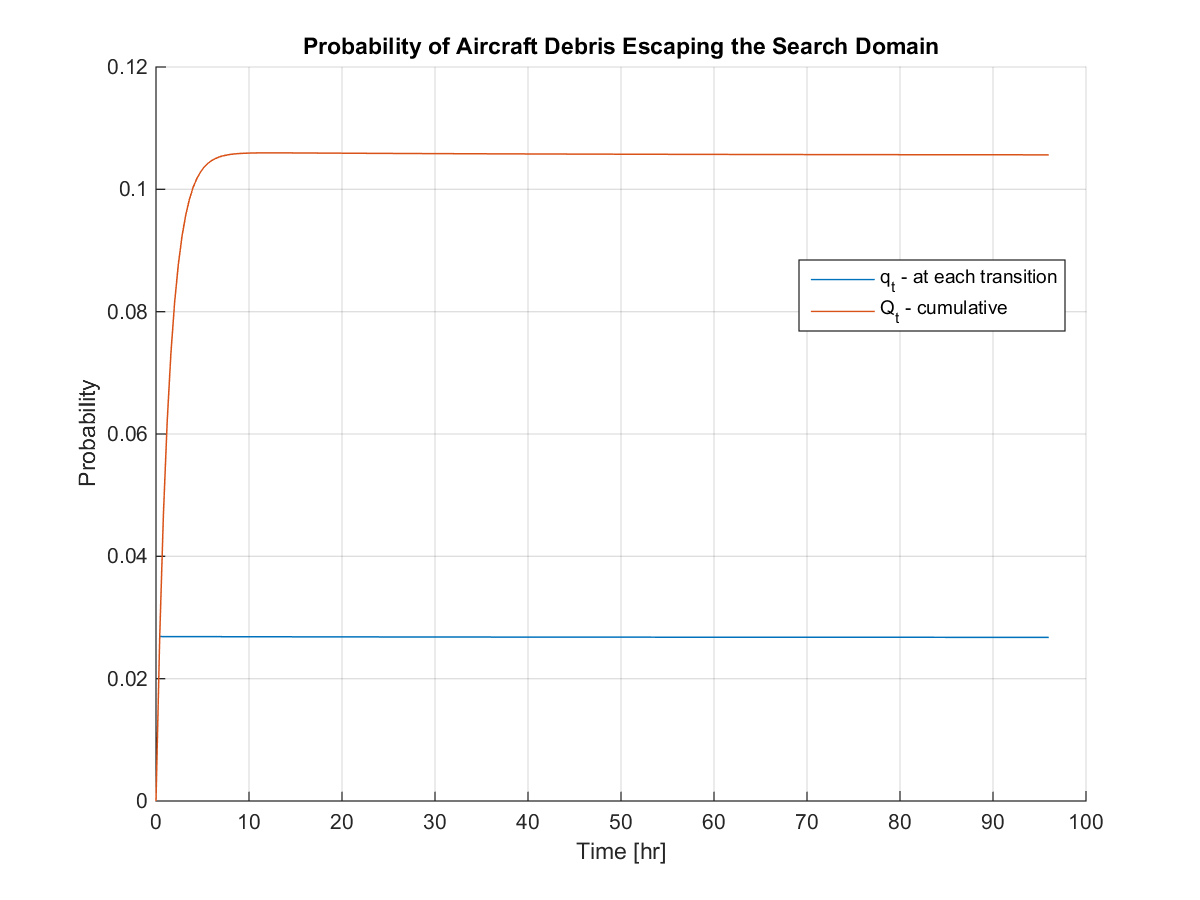 Probability of Aircraft Debris Escaping the Search Domain
0.12
0.1
0.08
0.06
0.04
0.02
0
Probability
q_t - at each transition
Q_t - cumulative
0 10 20 30 40 50 60 70 80 90 100
Time [hr]